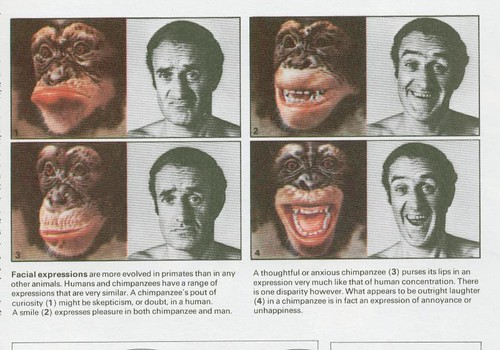 1
2
3
4
Facial expressions are more evolved in primates than in any
other animals. Humans and chimpanzees have a range of
expressions that are very similar. A chimpanzee's pout of
curiosity (1) might be skepticism, or doubt, in a human.
A smile (2) expresses pleasure in both chimpanzee and man.
A thoughtful or anxious chimpanzee (3) purses its lips in an
expression very much like that of human concentration. There
is one disparity however. What appears to be outright laughter
(4) in a chimpanzee is in fact an expression of annoyance or
unhappiness.